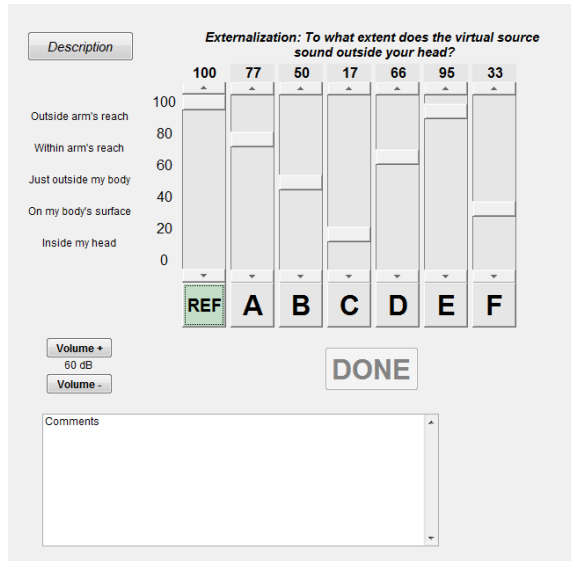 Description
Externalization: To what extent does the virtual source
sound outside your head?
100 77 50 17 66 95 33
100
Outside arm's reach
80
Within arm's reach
60
Just outside my body
40
On my body's surface
20
Inside my head
0
REF A B C D E F
Volume +
60 dB
Volume -
DONE
Comments